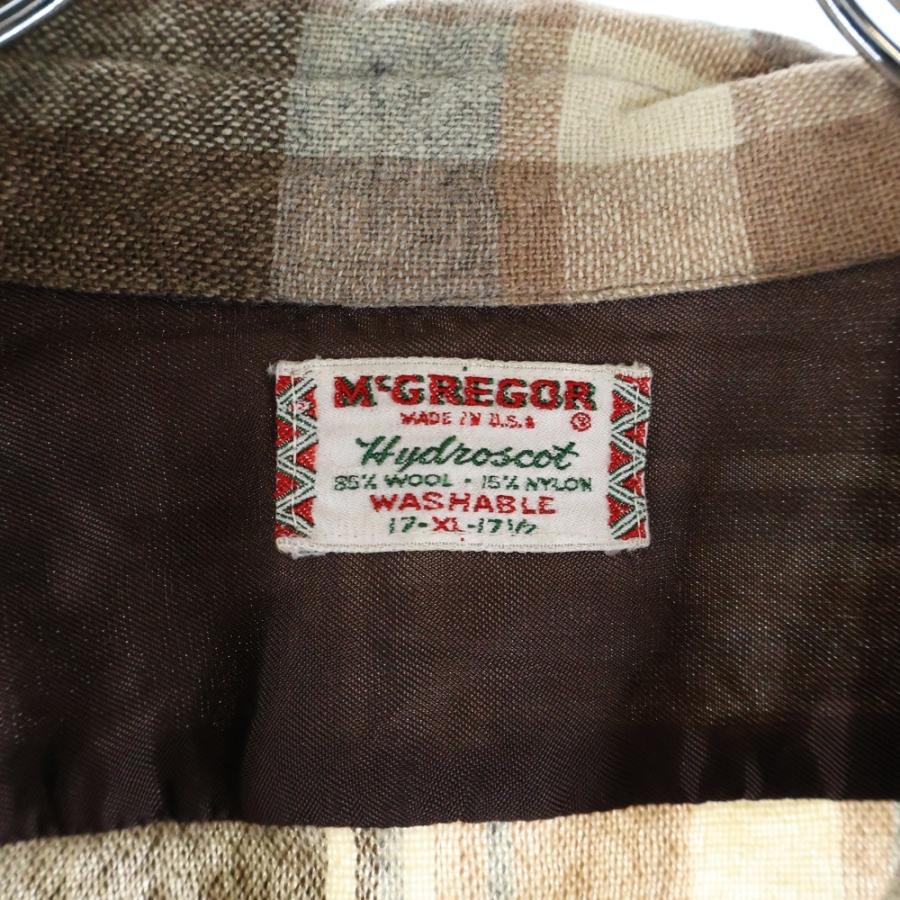 McGREGOR
MADE IN U.S.A ®
Hydroscot
85% WOOL - 15% NYLON
WASHABLE
17-XL-17½